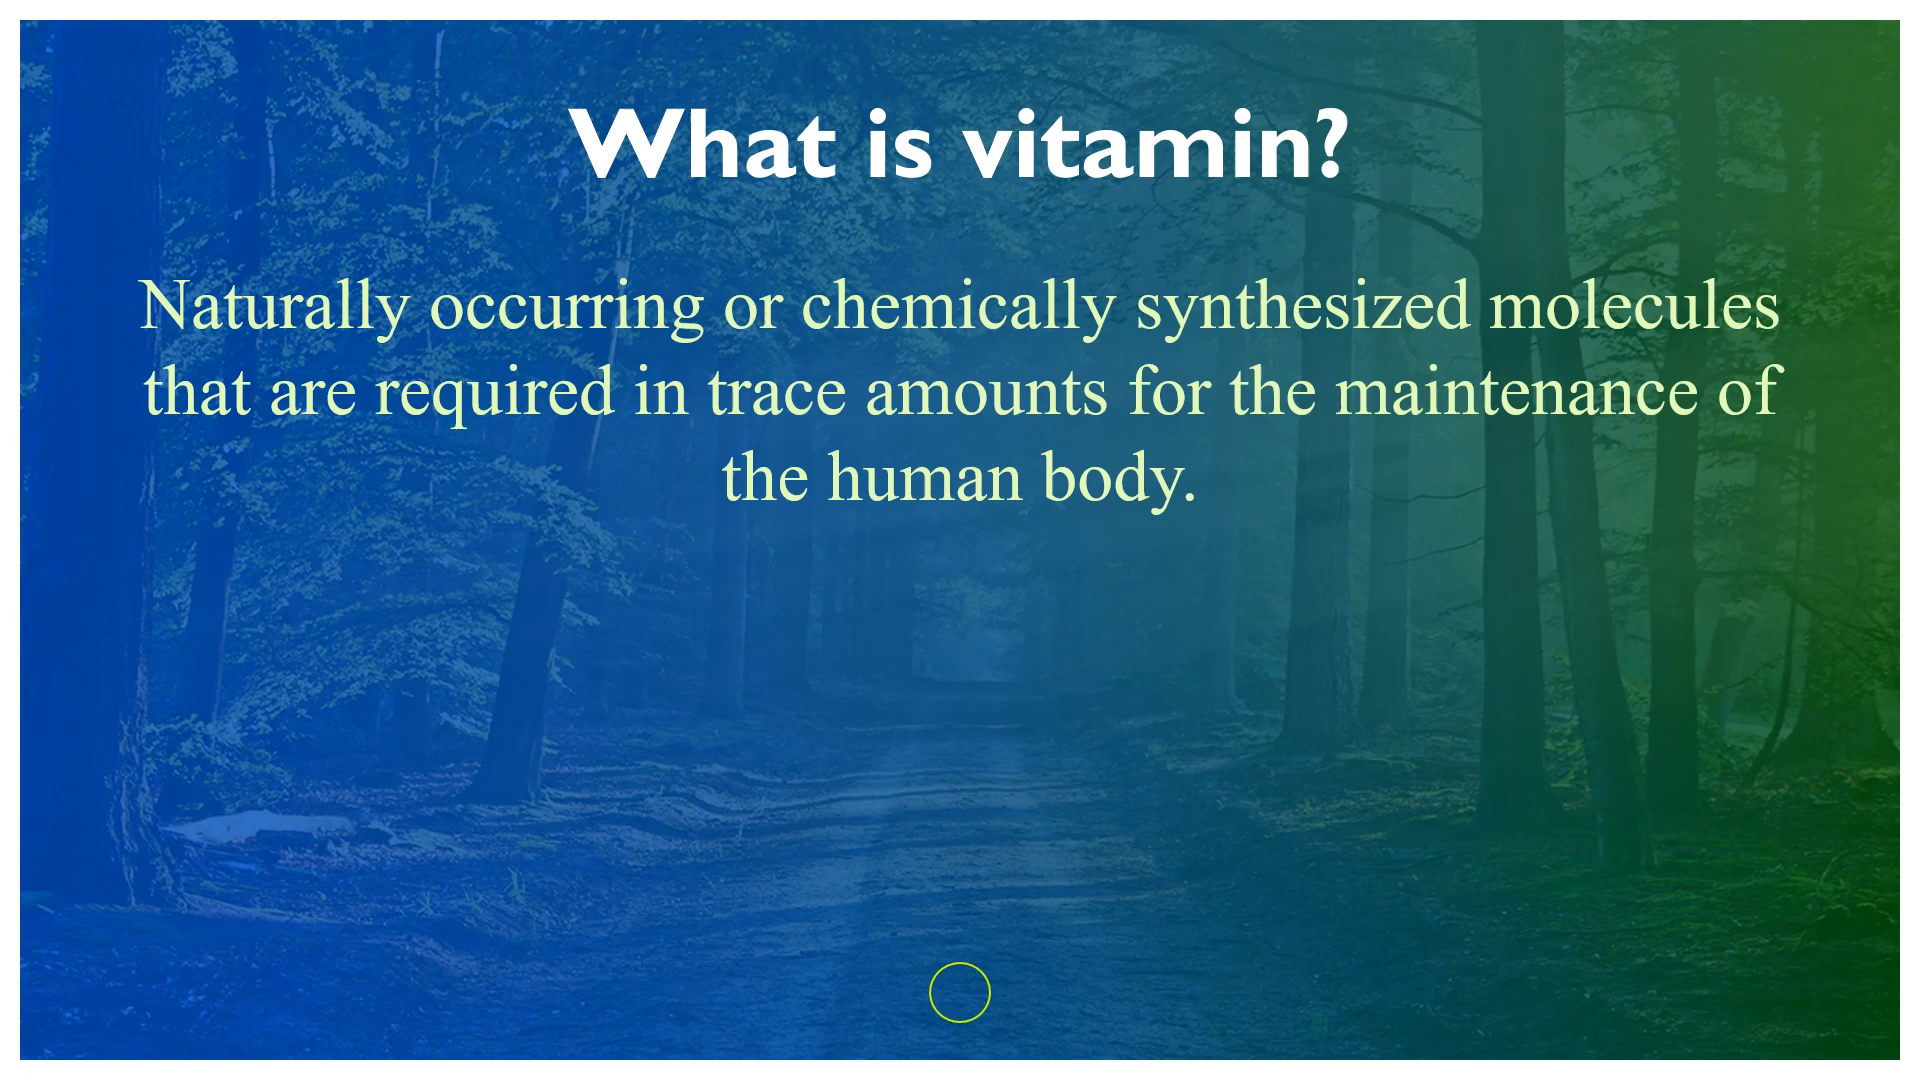 What is vitamin?
Naturally occurring or chemically synthesized molecules
that are required in trace amounts for the maintenance of
the human body.